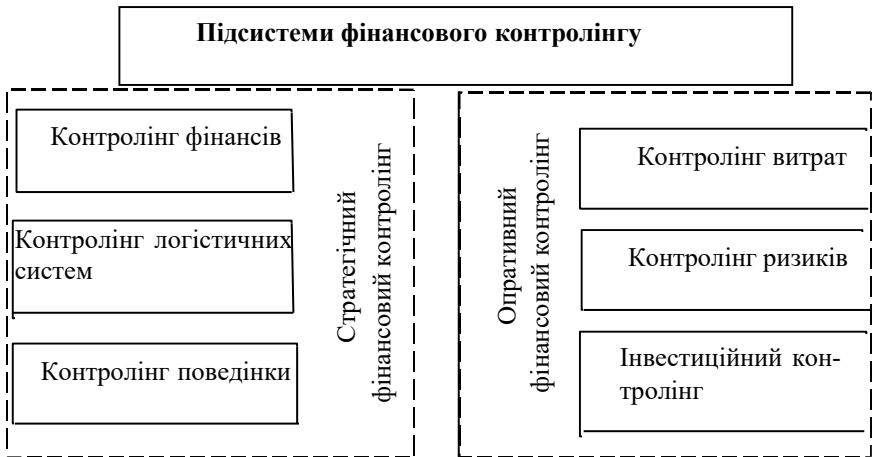 Підсистеми фінансового контролінгу
Контролінг фінансів
Контролінг логістичних
систем
Контролінг поведінки
Стратегічний
фінансовий контролінг
Опративний
фінансовий контролінг
Контролінг витрат
Контролінг ризиків
Інвестиційний кон-
тролінг